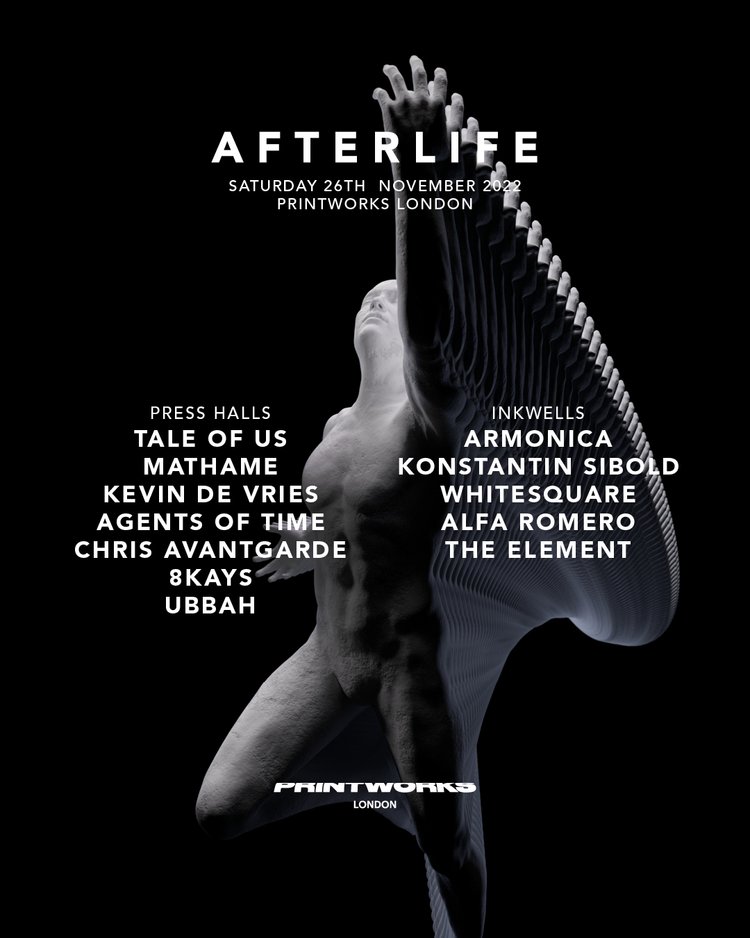 AFTERLIFE
SATURDAY 26TH NOVEMBER 2022
PRINTWORKS LONDON
PRESS HALLS
TALE OF US
MATHAME
KEVIN DE VRIES
AGENTS OF TIME
CHRIS AVANTGARDE
8KAYS
UBBAH
INKWELLS
ARMONICA
KONSTANTIN SIBOLD
WHITESQUARE
ALFA ROMERO
THE ELEMENT
PRINTWORKS
LONDON